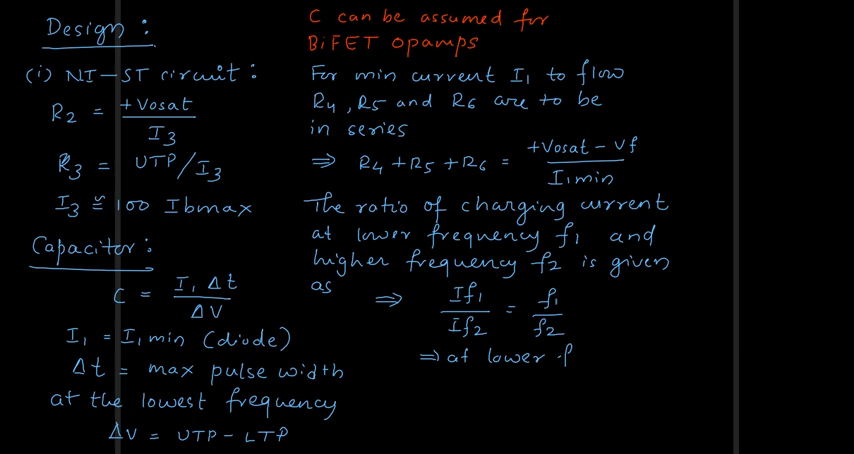 Design:
(i) NI-ST circuit:
R2 = +Vosat / I3
R3 = UTP/I3
I3 ≅ 100 Ibmax
Capacitor:
C = I1 Δt / ΔV
I1 = I1 min (diode)
Δt = max pulse width
at the lowest frequency
ΔV = UTP - LTP
C can be assumed for
BiFET opamps
For min current I1 to flow
R4, R5 and R6 are to be
in series
⇒ R4 + R5 + R6 = +Vosat - Vf / I1min
The ratio of charging current
at lower frequency f1 and
higher frequency f2 is given
as
⇒ If1 / If2 = f1 / f2
⇒ at lower f